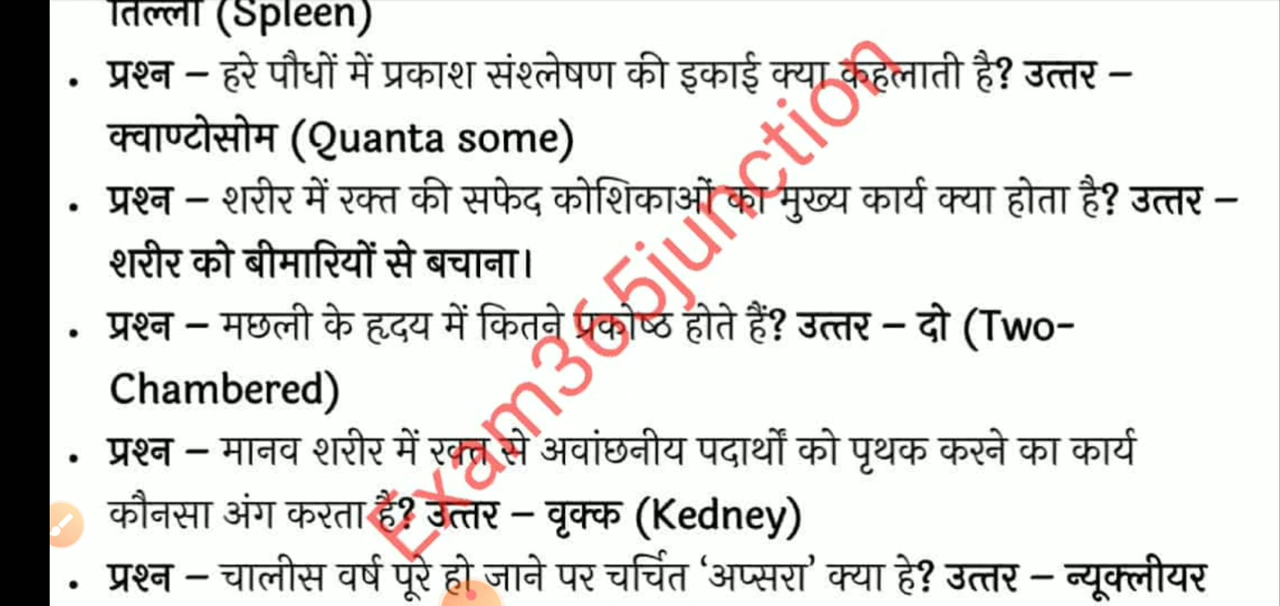 तिल्ली (Spleen)
• प्रश्न – हरे पौधों में प्रकाश संश्लेषण की इकाई क्या कहलाती है? उत्तर –
क्वाण्टोसोम (Quanta some)
• प्रश्न – शरीर में रक्त की सफेद कोशिकाओं का मुख्य कार्य क्या होता है? उत्तर –
शरीर को बीमारियों से बचाना।
• प्रश्न – मछली के हृदय में कितने प्रकोष्ठ होते हैं? उत्तर – दो (Two-
Chambered)
• प्रश्न – मानव शरीर में रक्त से अवांछनीय पदार्थों को पृथक करने का कार्य
कौनसा अंग करता है? उत्तर – वृक्क (Kedney)
• प्रश्न – चालीस वर्ष पूरे हो जाने पर चर्चित ‘अप्सरा’ क्या हे? उत्तर – न्यूक्लीयर
Exam365junction